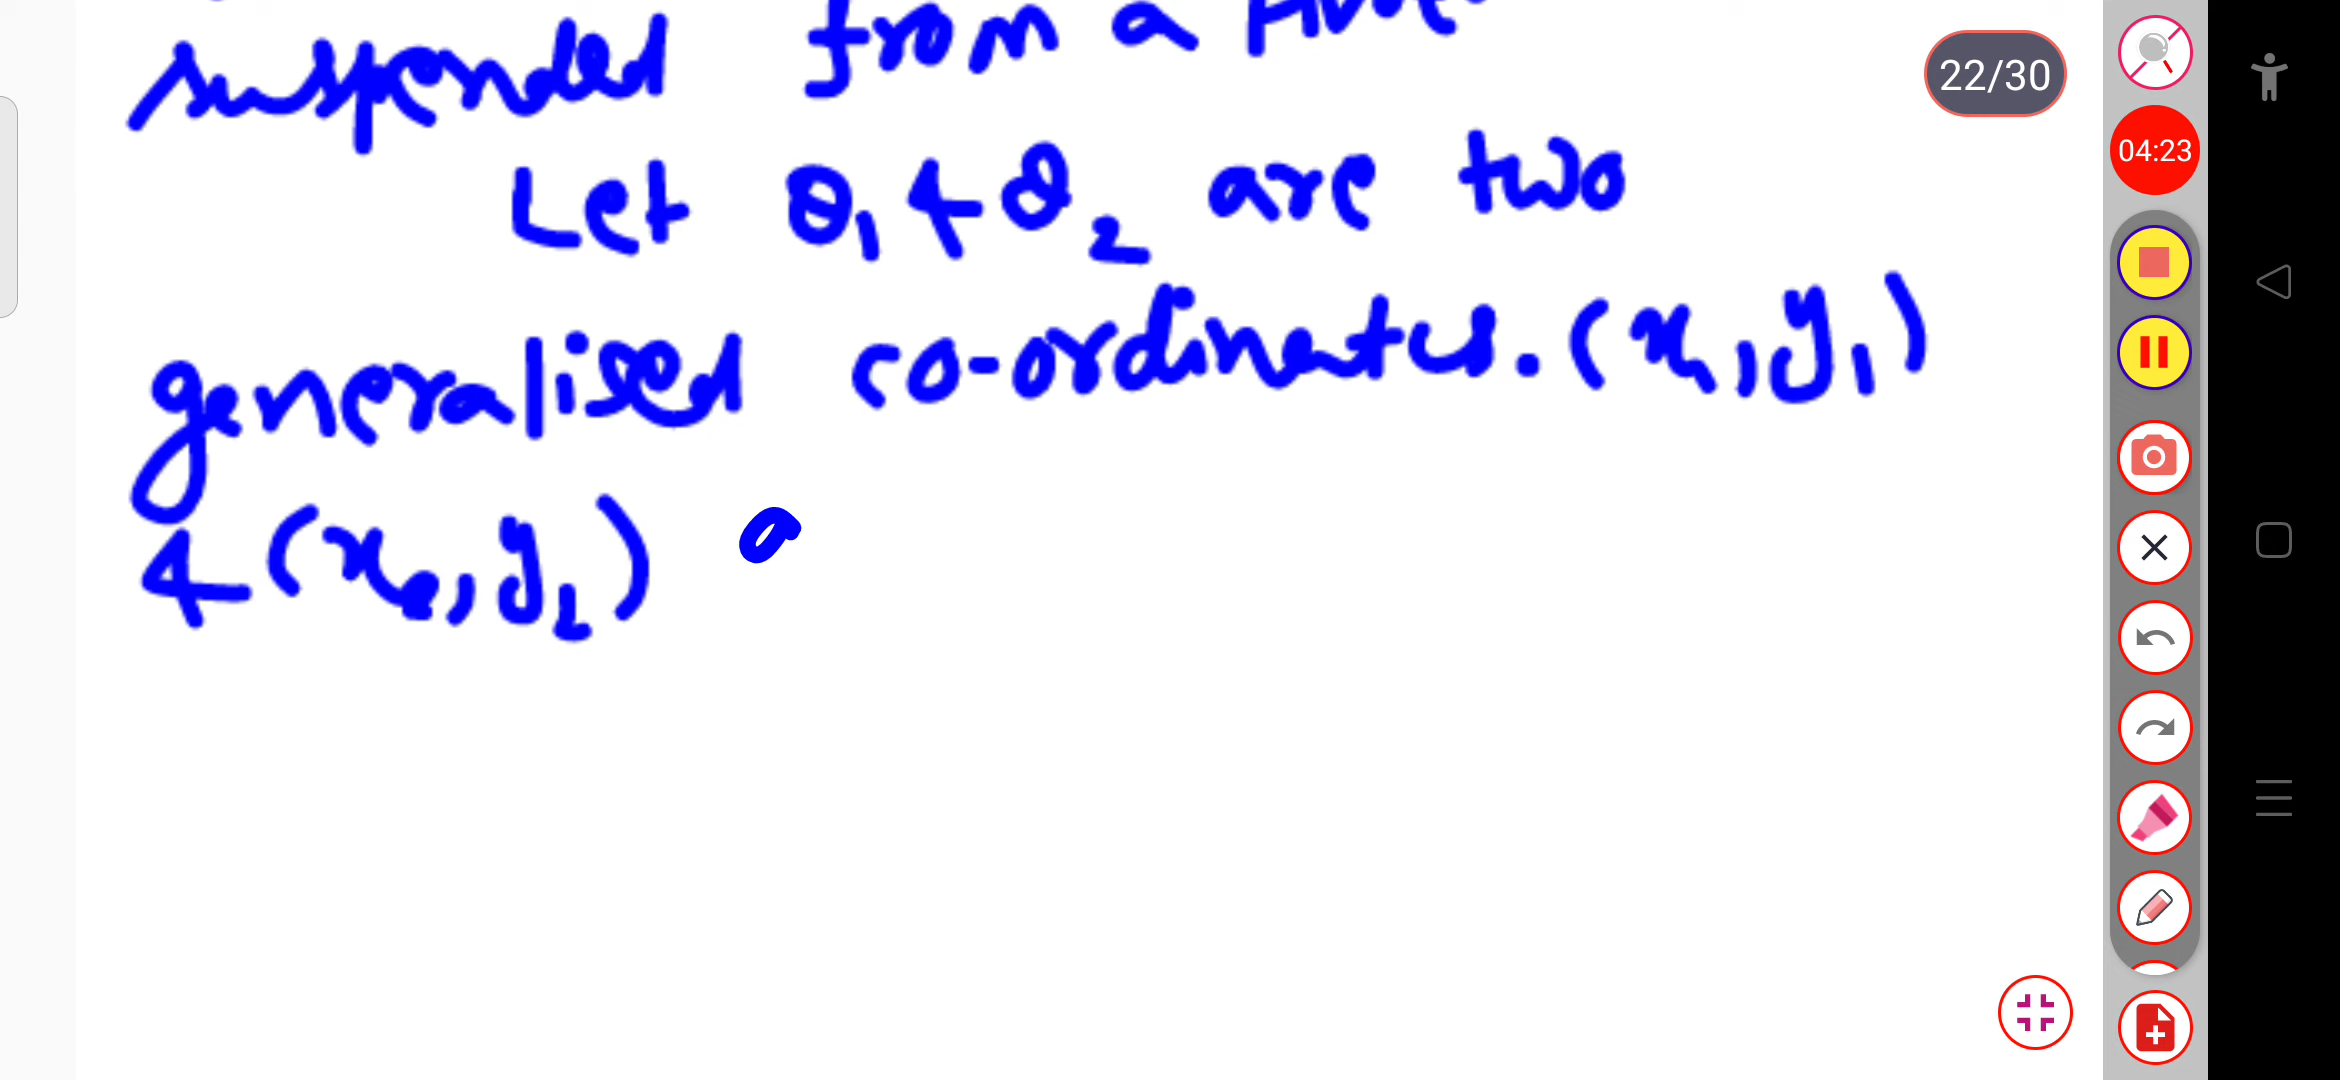 suspended from a
22/30
04:23
Let θ₁ & θ₂ are two
generalised co-ordinates. (x₁, y₁)
& (x₂, y₂) a